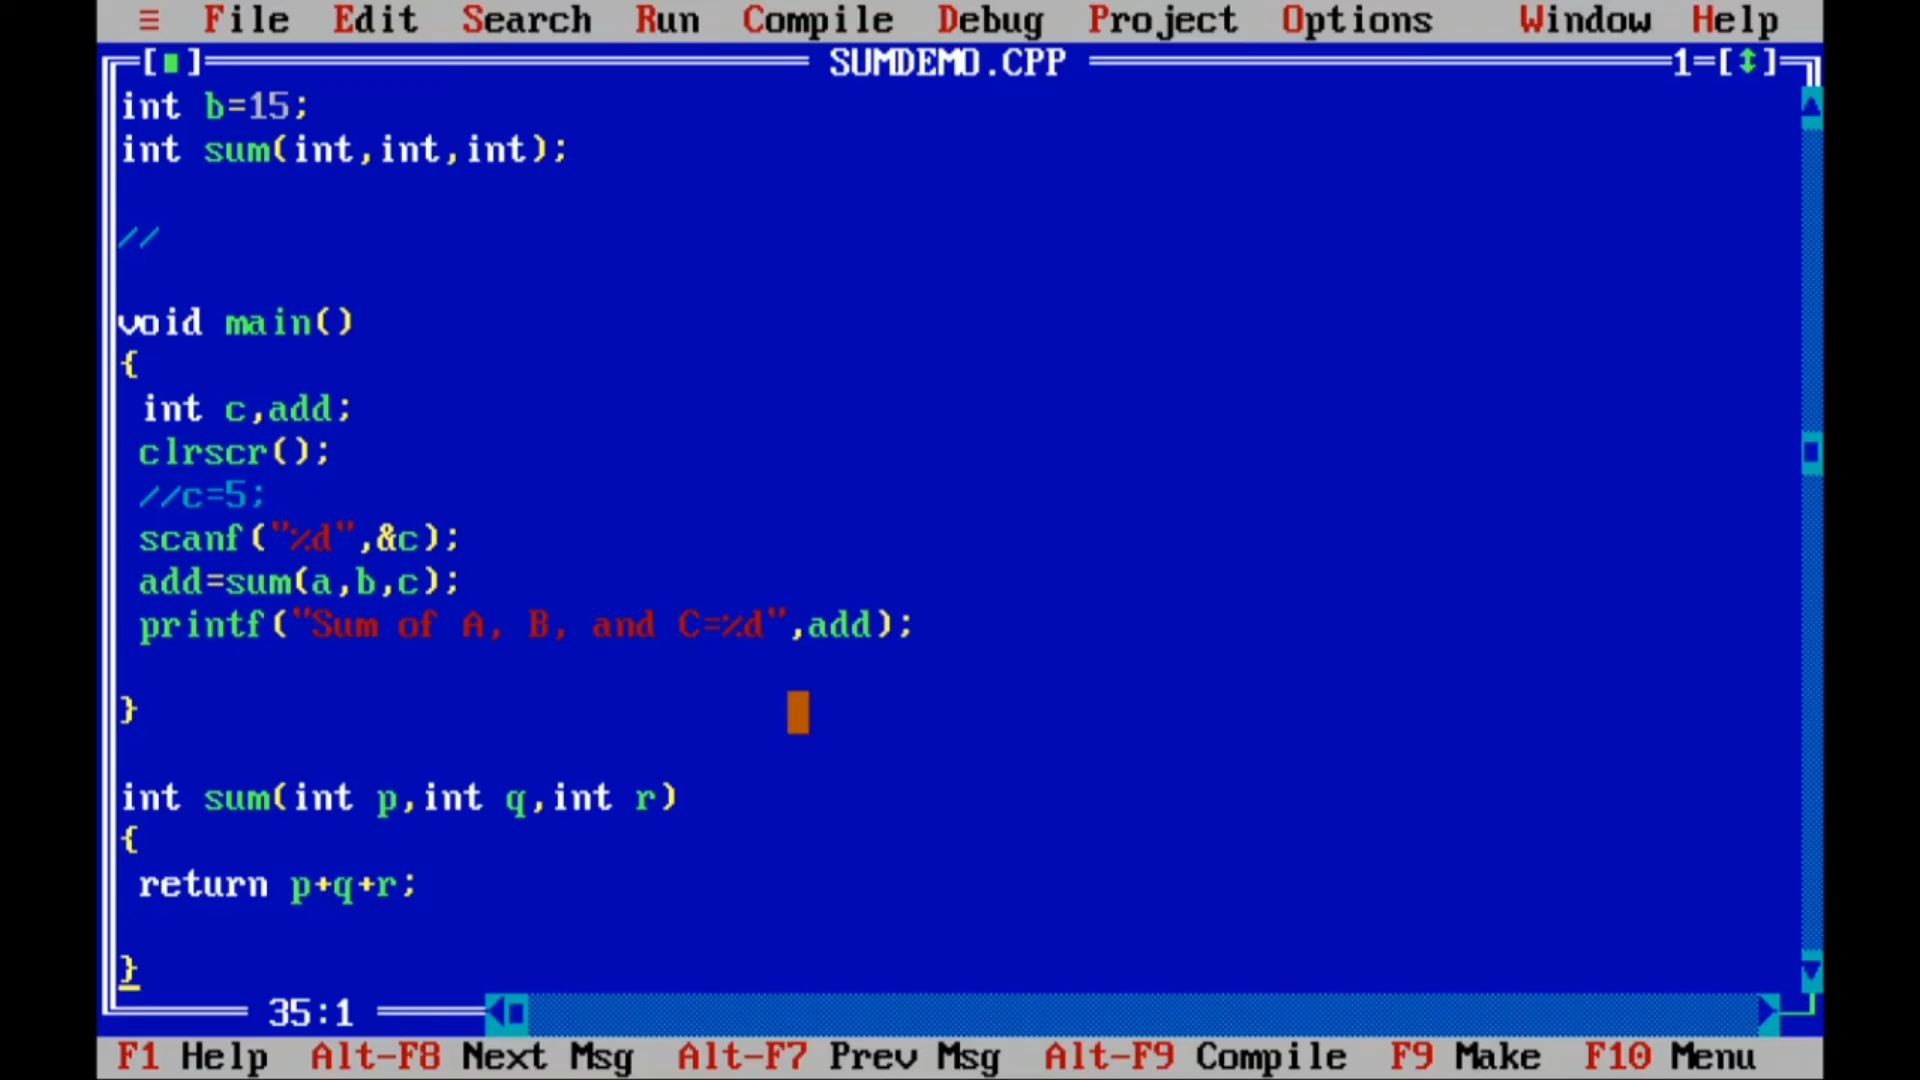 ≡ File Edit Search Run Compile Debug Project Options Window Help
[■] SUMDEMO.CPP 1=[↕]
int b=15;
int sum(int,int,int);
//
void main()
{
int c,add;
clrscr();
//c=5;
scanf("%d",&c);
add=sum(a,b,c);
printf("Sum of A, B, and C=%d",add);
}
int sum(int p,int q,int r)
{
return p+q+r;
}
35:1
F1 Help Alt-F8 Next Msg Alt-F7 Prev Msg Alt-F9 Compile F9 Make F10 Menu